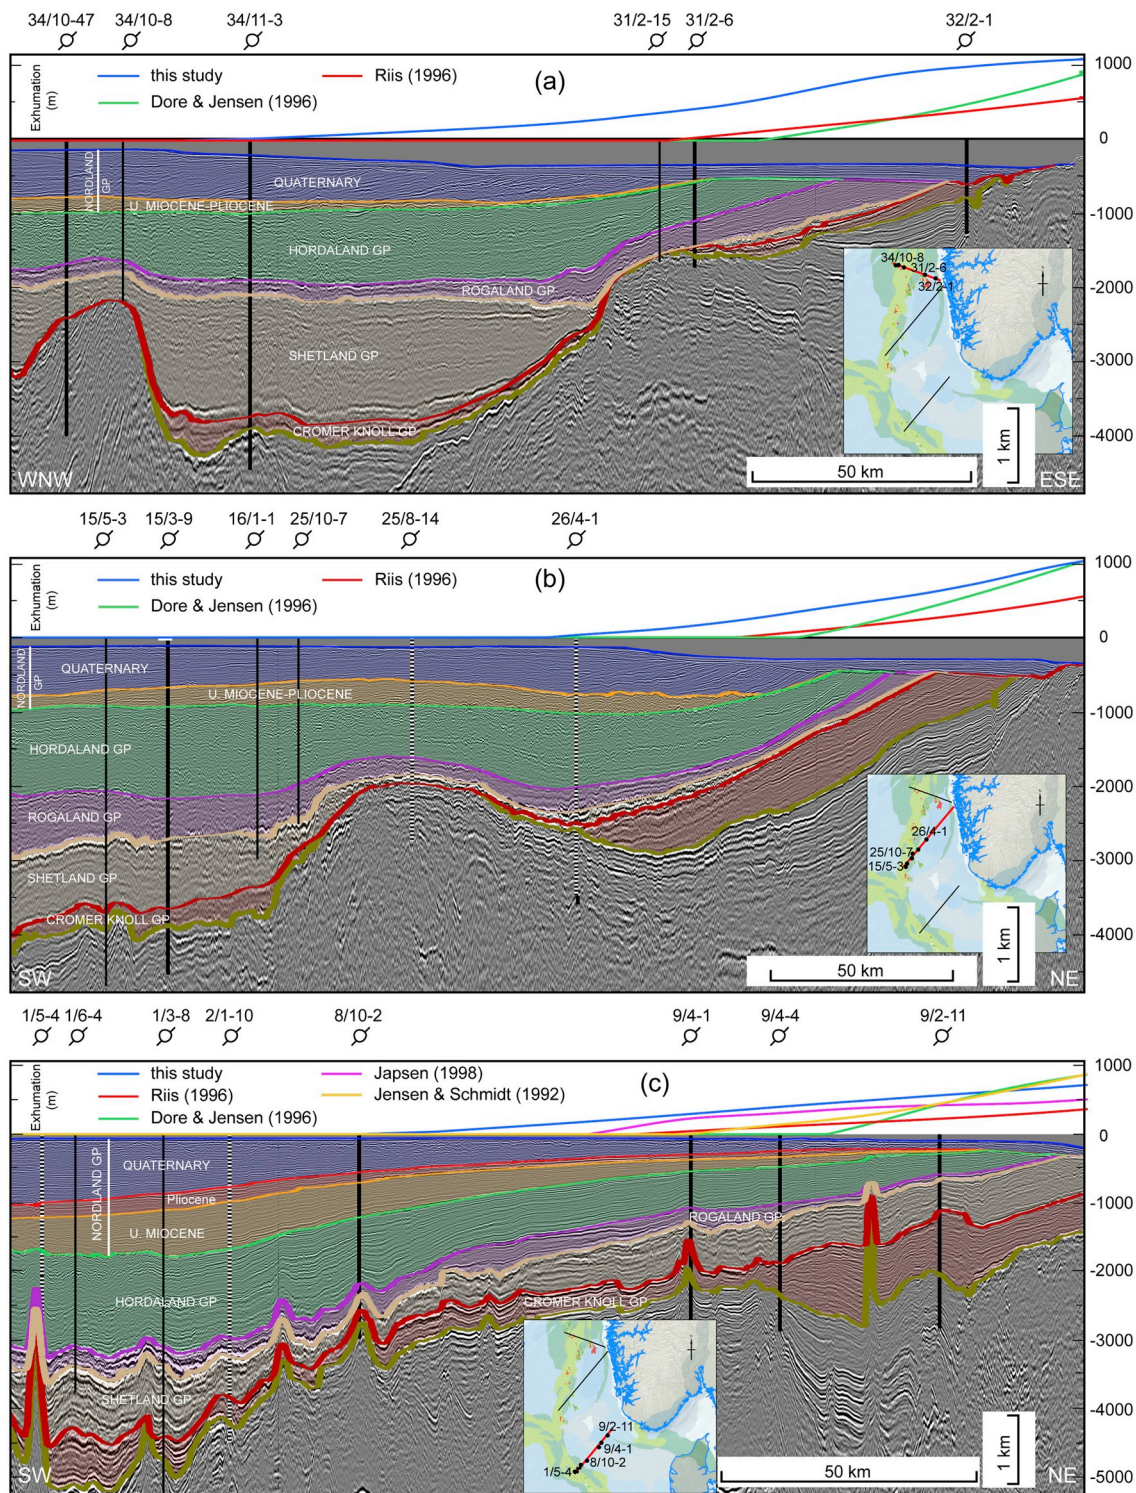 34/10-47 34/10-8 34/11-3 31/2-15 31/2-6 32/2-1
Exhumation (m)
this study Riis (1996) (a)
Dore & Jensen (1996)
1000
0
NORDLAND GP
QUATERNARY
U. MIOCENE-PLIOCENE
-1000
HORDALAND GP
ROGALAND GP
-2000
SHETLAND GP
-3000
CROMER KNOLL GP
-4000
34/10-8
31/2-6
32/2-1
50 km
1 km
WNW ESE
15/5-3 15/3-9 16/1-1 25/10-7 25/8-14 26/4-1
Exhumation (m)
this study Riis (1996) (b)
Dore & Jensen (1996)
1000
0
NORDLAND GP
QUATERNARY
U. MIOCENE-PLIOCENE
-1000
HORDALAND GP
-2000
ROGALAND GP
SHETLAND GP
-3000
CROMER KNOLL GP
-4000
26/4-1
25/10-7
15/5-3
50 km
1 km
SW NE
1/5-4 1/6-4 1/3-8 2/1-10 8/10-2 9/4-1 9/4-4 9/2-11
Exhumation (m)
this study Japsen (1998) (c)
Riis (1996) Jensen & Schmidt (1992)
Dore & Jensen (1996)
1000
0
NORDLAND GP
QUATERNARY
Pliocene
-1000
U. MIOCENE
ROGALAND GP
-2000
HORDALAND GP
CROMER KNOLL GP
-3000
SHETLAND GP
-4000
9/2-11
9/4-1
8/10-2
1/5-4
50 km
1 km
SW NE
-5000